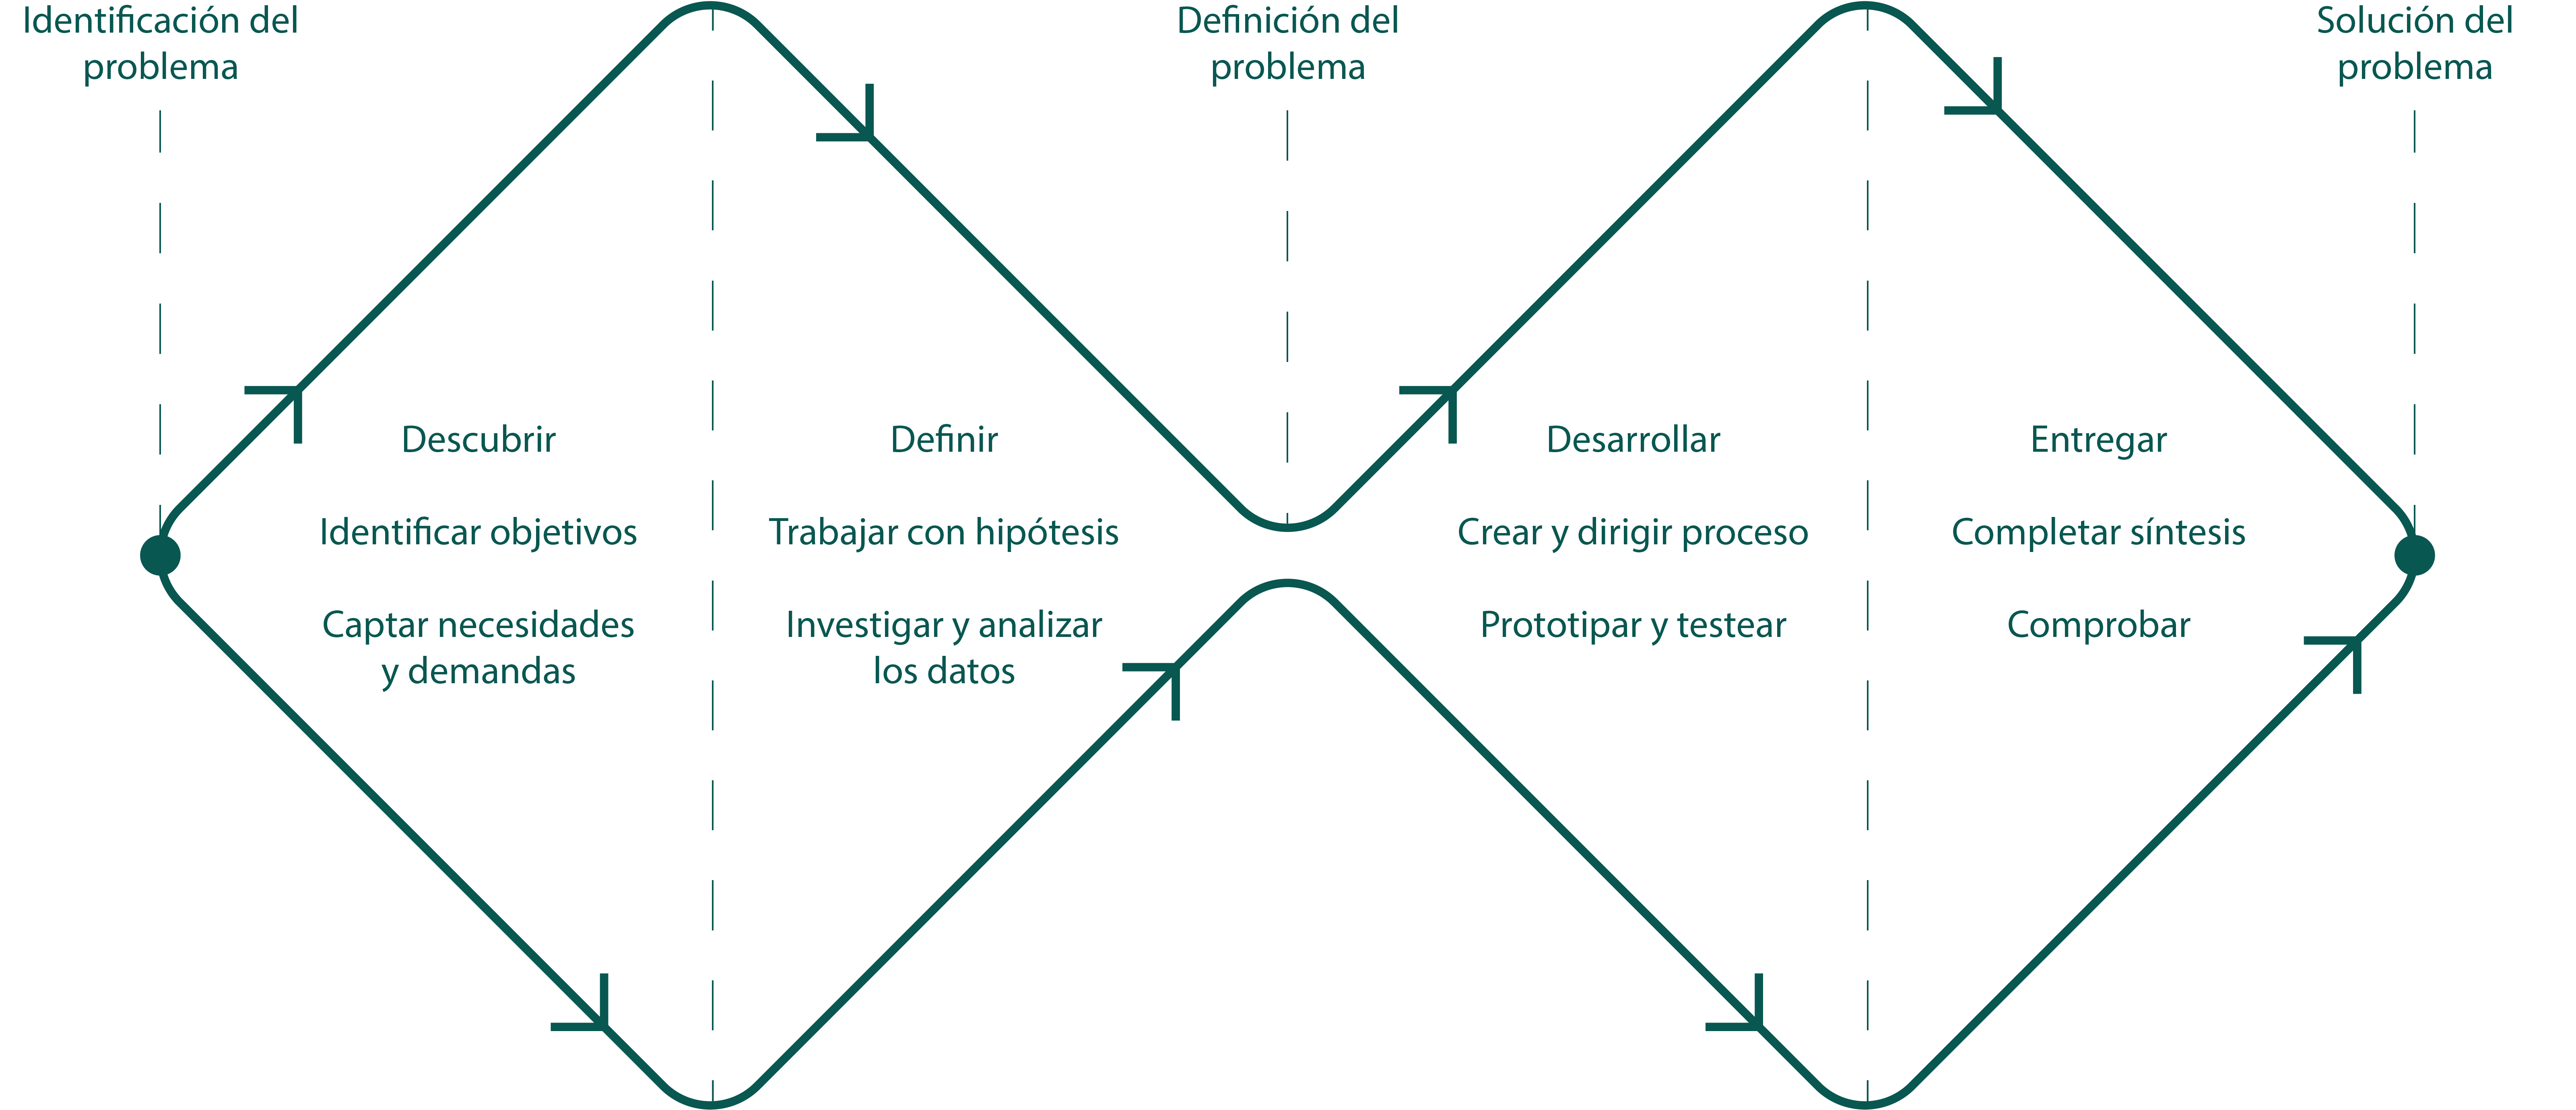 Identificación del
problema
Definición del
problema
Solución del
problema
Descubrir
Identificar objetivos
Captar necesidades
y demandas
Definir
Trabajar con hipótesis
Investigar y analizar
los datos
Desarrollar
Crear y dirigir proceso
Prototipar y testear
Entregar
Completar síntesis
Comprobar